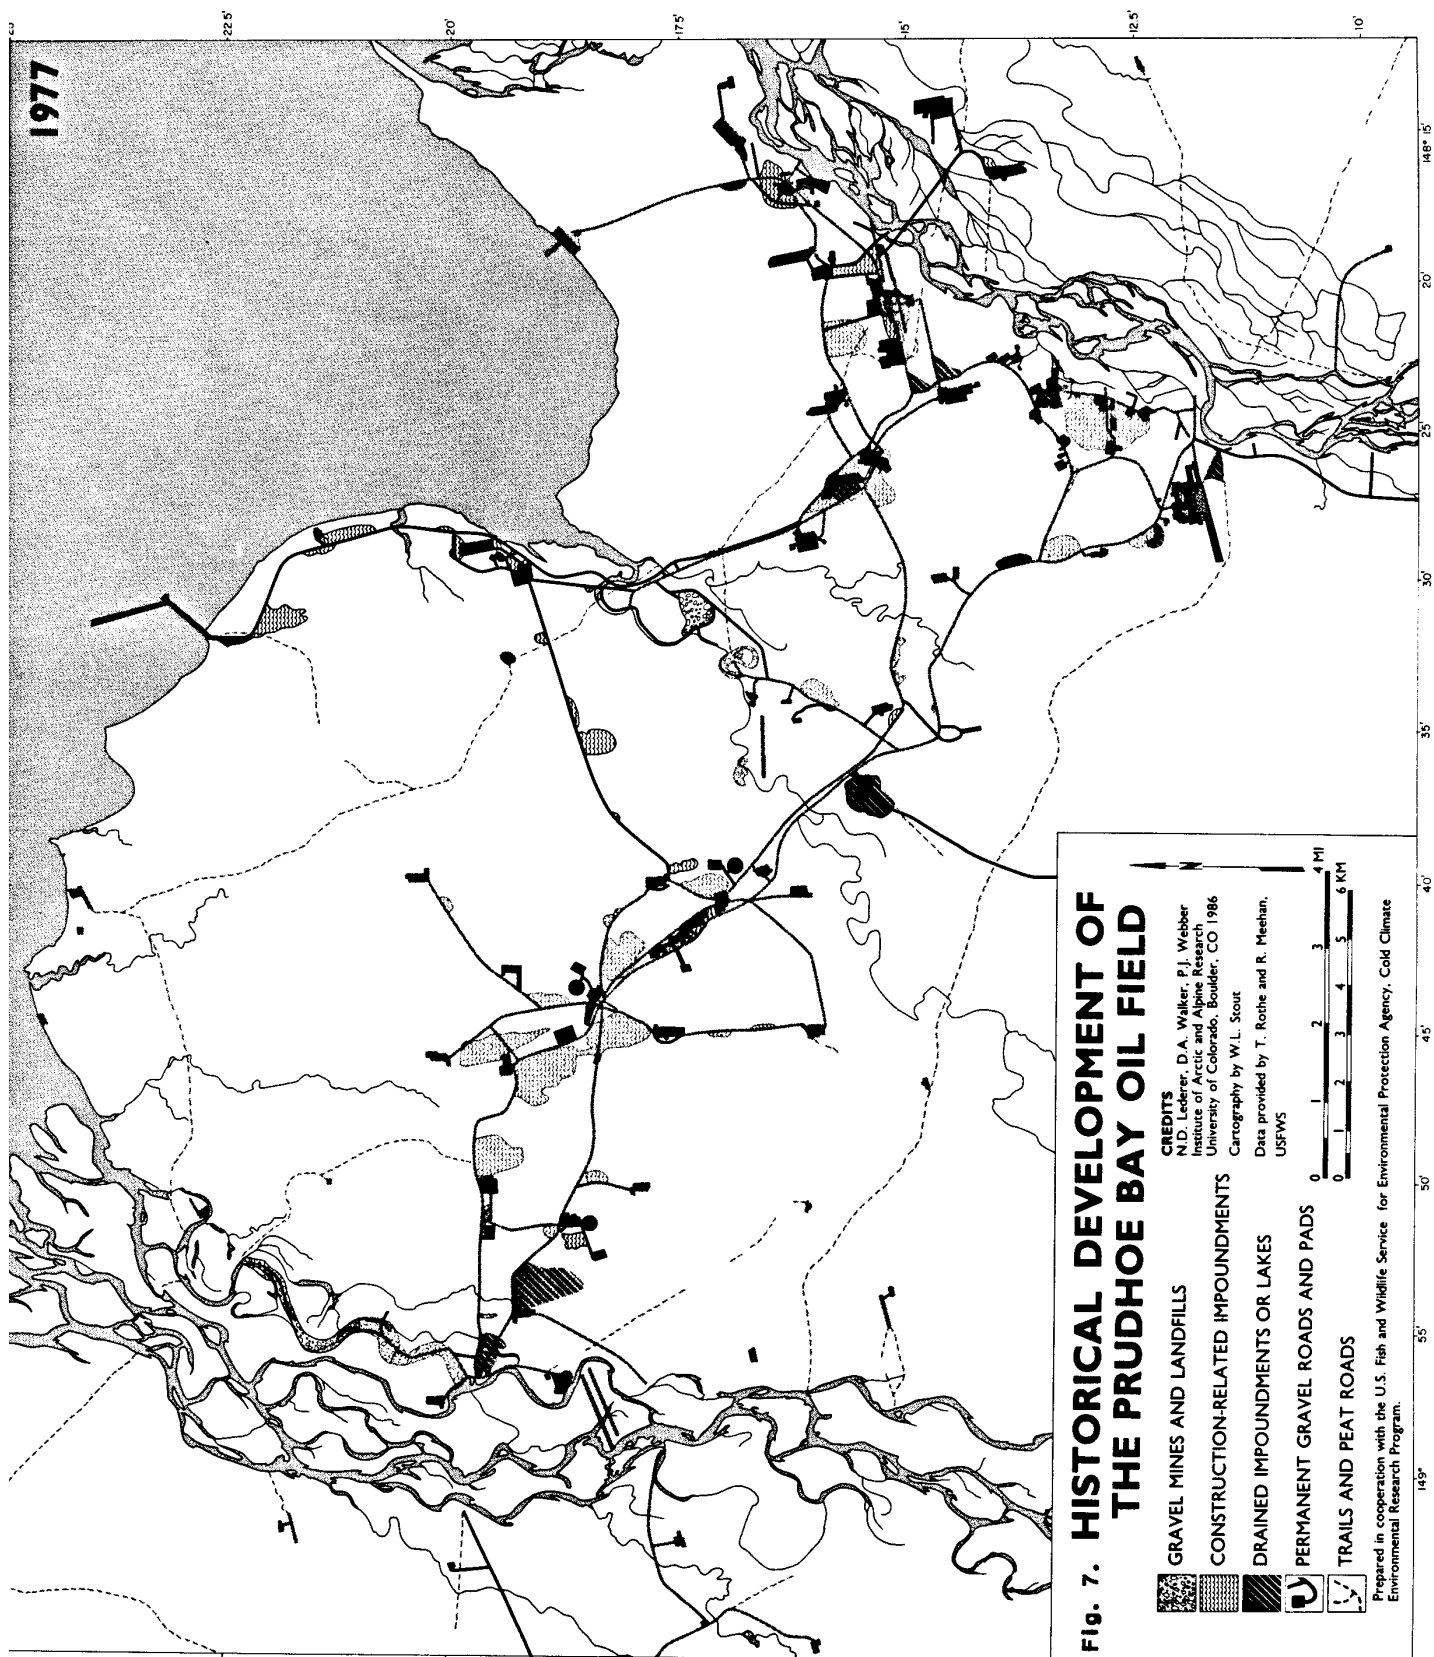 1977
Fig. 7. HISTORICAL DEVELOPMENT OF
THE PRUDHOE BAY OIL FIELD
GRAVEL MINES AND LANDFILLS
CONSTRUCTION-RELATED IMPOUNDMENTS
DRAINED IMPOUNDMENTS OR LAKES
PERMANENT GRAVEL ROADS AND PADS
TRAILS AND PEAT ROADS
CREDITS
N.D. Lederer, D.A. Walker, P.J. Webber
Institute of Arctic and Alpine Research
University of Colorado, Boulder, CO 1986
Cartography by W.L. Stout
Data provided by T. Rothe and R. Meehan,
USFWS
N
0 1 2 3 4 MI
0 1 2 3 4 5 6 KM
Prepared in cooperation with the U.S. Fish and Wildlife Service for Environmental Protection Agency, Cold Climate
Environmental Research Program.
149°
55'
50'
45'
40'
35'
30'
25'
20'
148° 15'
22.5'
20'
17.5'
15'
12.5'
10'